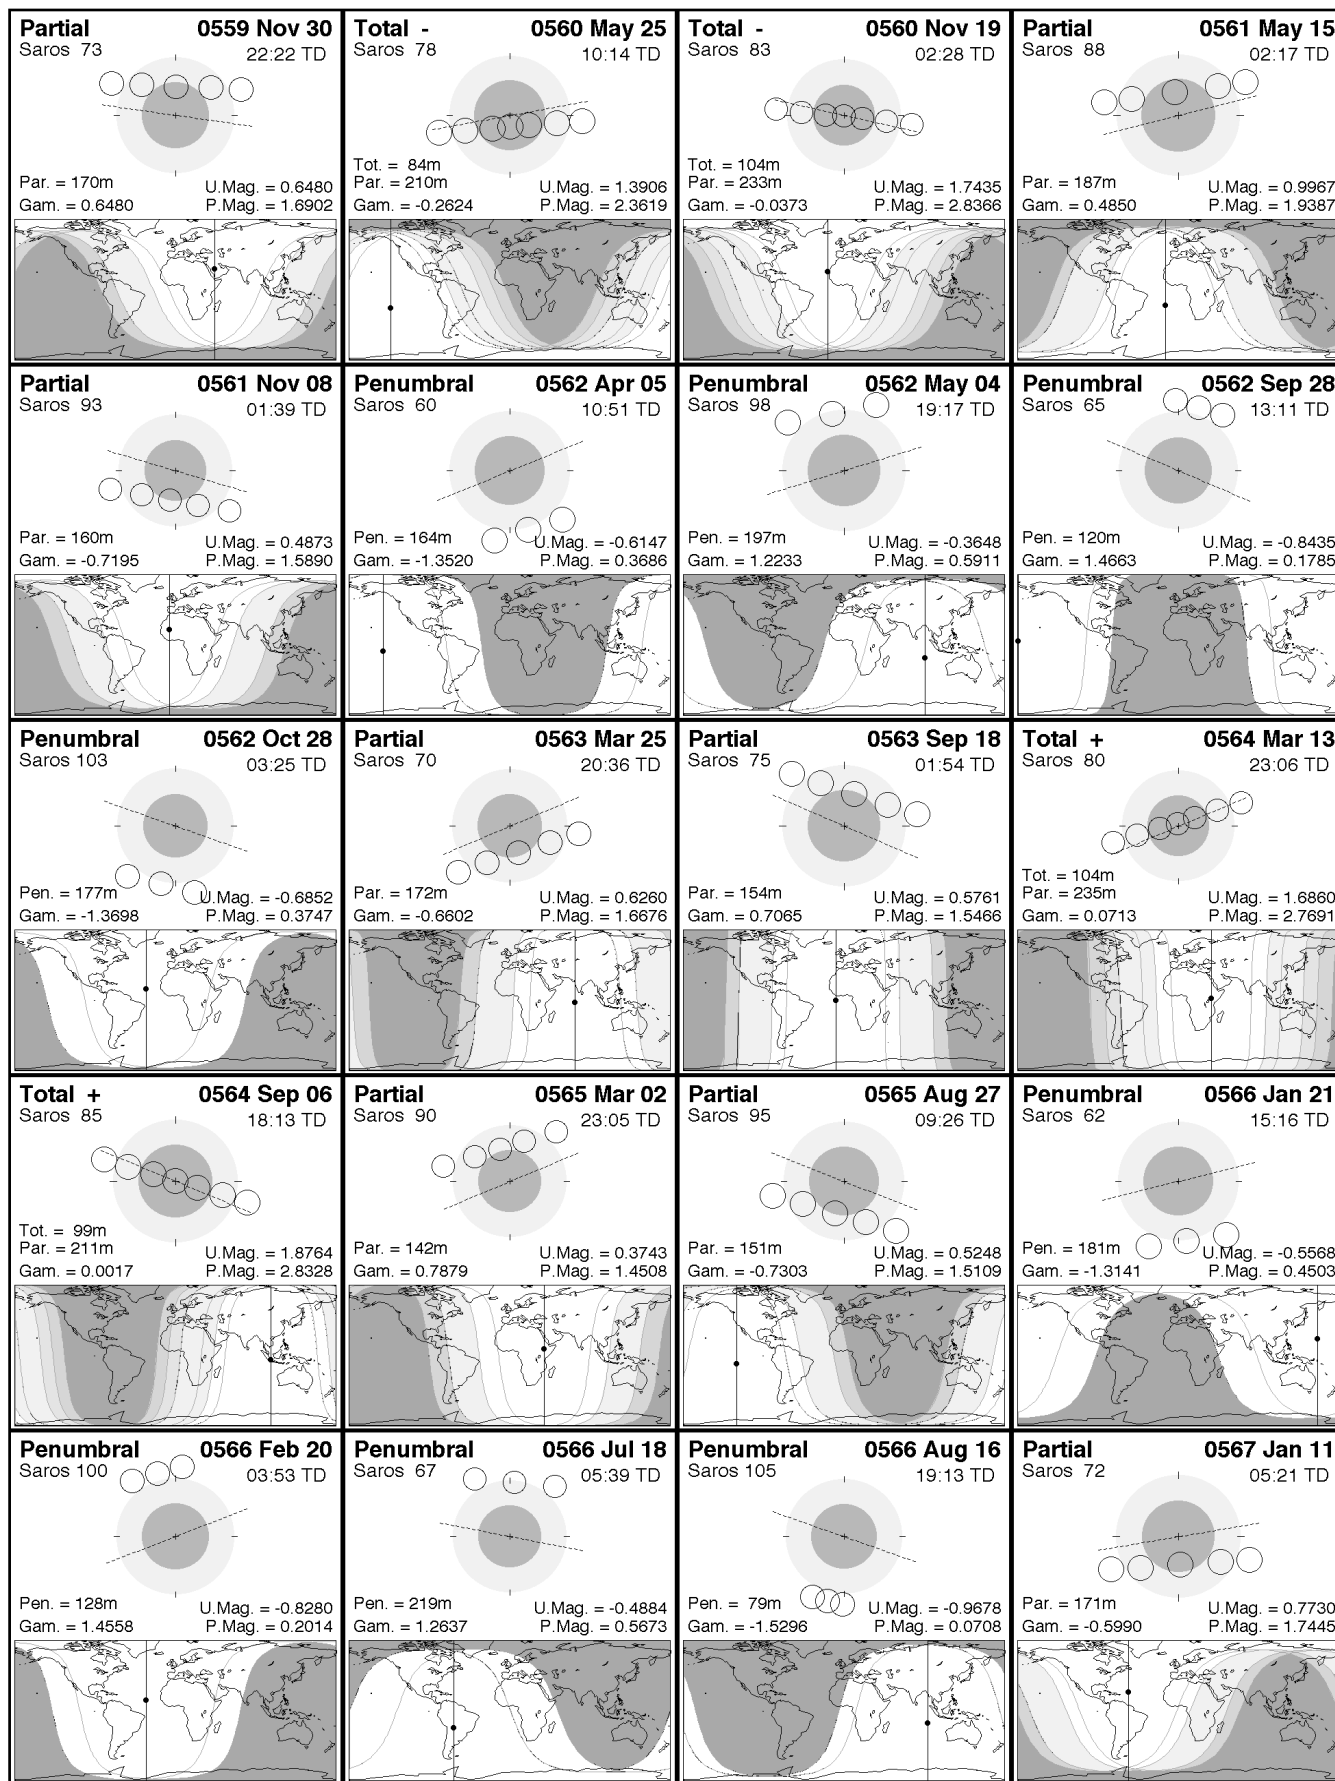 Partial 0559 Nov 30
Saros 73 22:22 TD
Par. = 170m U.Mag. = 0.6480
Gam. = 0.6480 P.Mag. = 1.6902
Total - 0560 May 25
Saros 78 10:14 TD
Tot. = 84m
Par. = 210m U.Mag. = 1.3906
Gam. = -0.2624 P.Mag. = 2.3619
Total - 0560 Nov 19
Saros 83 02:28 TD
Tot. = 104m
Par. = 233m U.Mag. = 1.7435
Gam. = -0.0373 P.Mag. = 2.8366
Partial 0561 May 15
Saros 88 02:17 TD
Par. = 187m U.Mag. = 0.9967
Gam. = 0.4850 P.Mag. = 1.9387
Partial 0561 Nov 08
Saros 93 01:39 TD
Par. = 160m U.Mag. = 0.4873
Gam. = -0.7195 P.Mag. = 1.5890
Penumbral 0562 Apr 05
Saros 60 10:51 TD
Pen. = 164m U.Mag. = -0.6147
Gam. = -1.3520 P.Mag. = 0.3686
Penumbral 0562 May 04
Saros 98 19:17 TD
Pen. = 197m U.Mag. = -0.3648
Gam. = 1.2233 P.Mag. = 0.5911
Penumbral 0562 Sep 28
Saros 65 13:11 TD
Pen. = 120m U.Mag. = -0.8435
Gam. = 1.4663 P.Mag. = 0.1785
Penumbral 0562 Oct 28
Saros 103 03:25 TD
Pen. = 177m U.Mag. = -0.6852
Gam. = -1.3698 P.Mag. = 0.3747
Partial 0563 Mar 25
Saros 70 20:36 TD
Par. = 172m U.Mag. = 0.6260
Gam. = -0.6602 P.Mag. = 1.6676
Partial 0563 Sep 18
Saros 75 01:54 TD
Par. = 154m U.Mag. = 0.5761
Gam. = 0.7065 P.Mag. = 1.5466
Total + 0564 Mar 13
Saros 80 23:06 TD
Tot. = 104m
Par. = 235m U.Mag. = 1.6860
Gam. = 0.0713 P.Mag. = 2.7691
Total + 0564 Sep 06
Saros 85 18:13 TD
Tot. = 99m
Par. = 211m U.Mag. = 1.8764
Gam. = 0.0017 P.Mag. = 2.8328
Partial 0565 Mar 02
Saros 90 23:05 TD
Par. = 142m U.Mag. = 0.3743
Gam. = 0.7879 P.Mag. = 1.4508
Partial 0565 Aug 27
Saros 95 09:26 TD
Par. = 151m U.Mag. = 0.5248
Gam. = -0.7303 P.Mag. = 1.5109
Penumbral 0566 Jan 21
Saros 62 15:16 TD
Pen. = 181m U.Mag. = -0.5568
Gam. = -1.3141 P.Mag. = 0.4503
Penumbral 0566 Feb 20
Saros 100 03:53 TD
Pen. = 128m U.Mag. = -0.8280
Gam. = 1.4558 P.Mag. = 0.2014
Penumbral 0566 Jul 18
Saros 67 05:39 TD
Pen. = 219m U.Mag. = -0.4884
Gam. = 1.2637 P.Mag. = 0.5673
Penumbral 0566 Aug 16
Saros 105 19:13 TD
Pen. = 79m U.Mag. = -0.9678
Gam. = -1.5296 P.Mag. = 0.0708
Partial 0567 Jan 11
Saros 72 05:21 TD
Par. = 171m U.Mag. = 0.7730
Gam. = -0.5990 P.Mag. = 1.7445